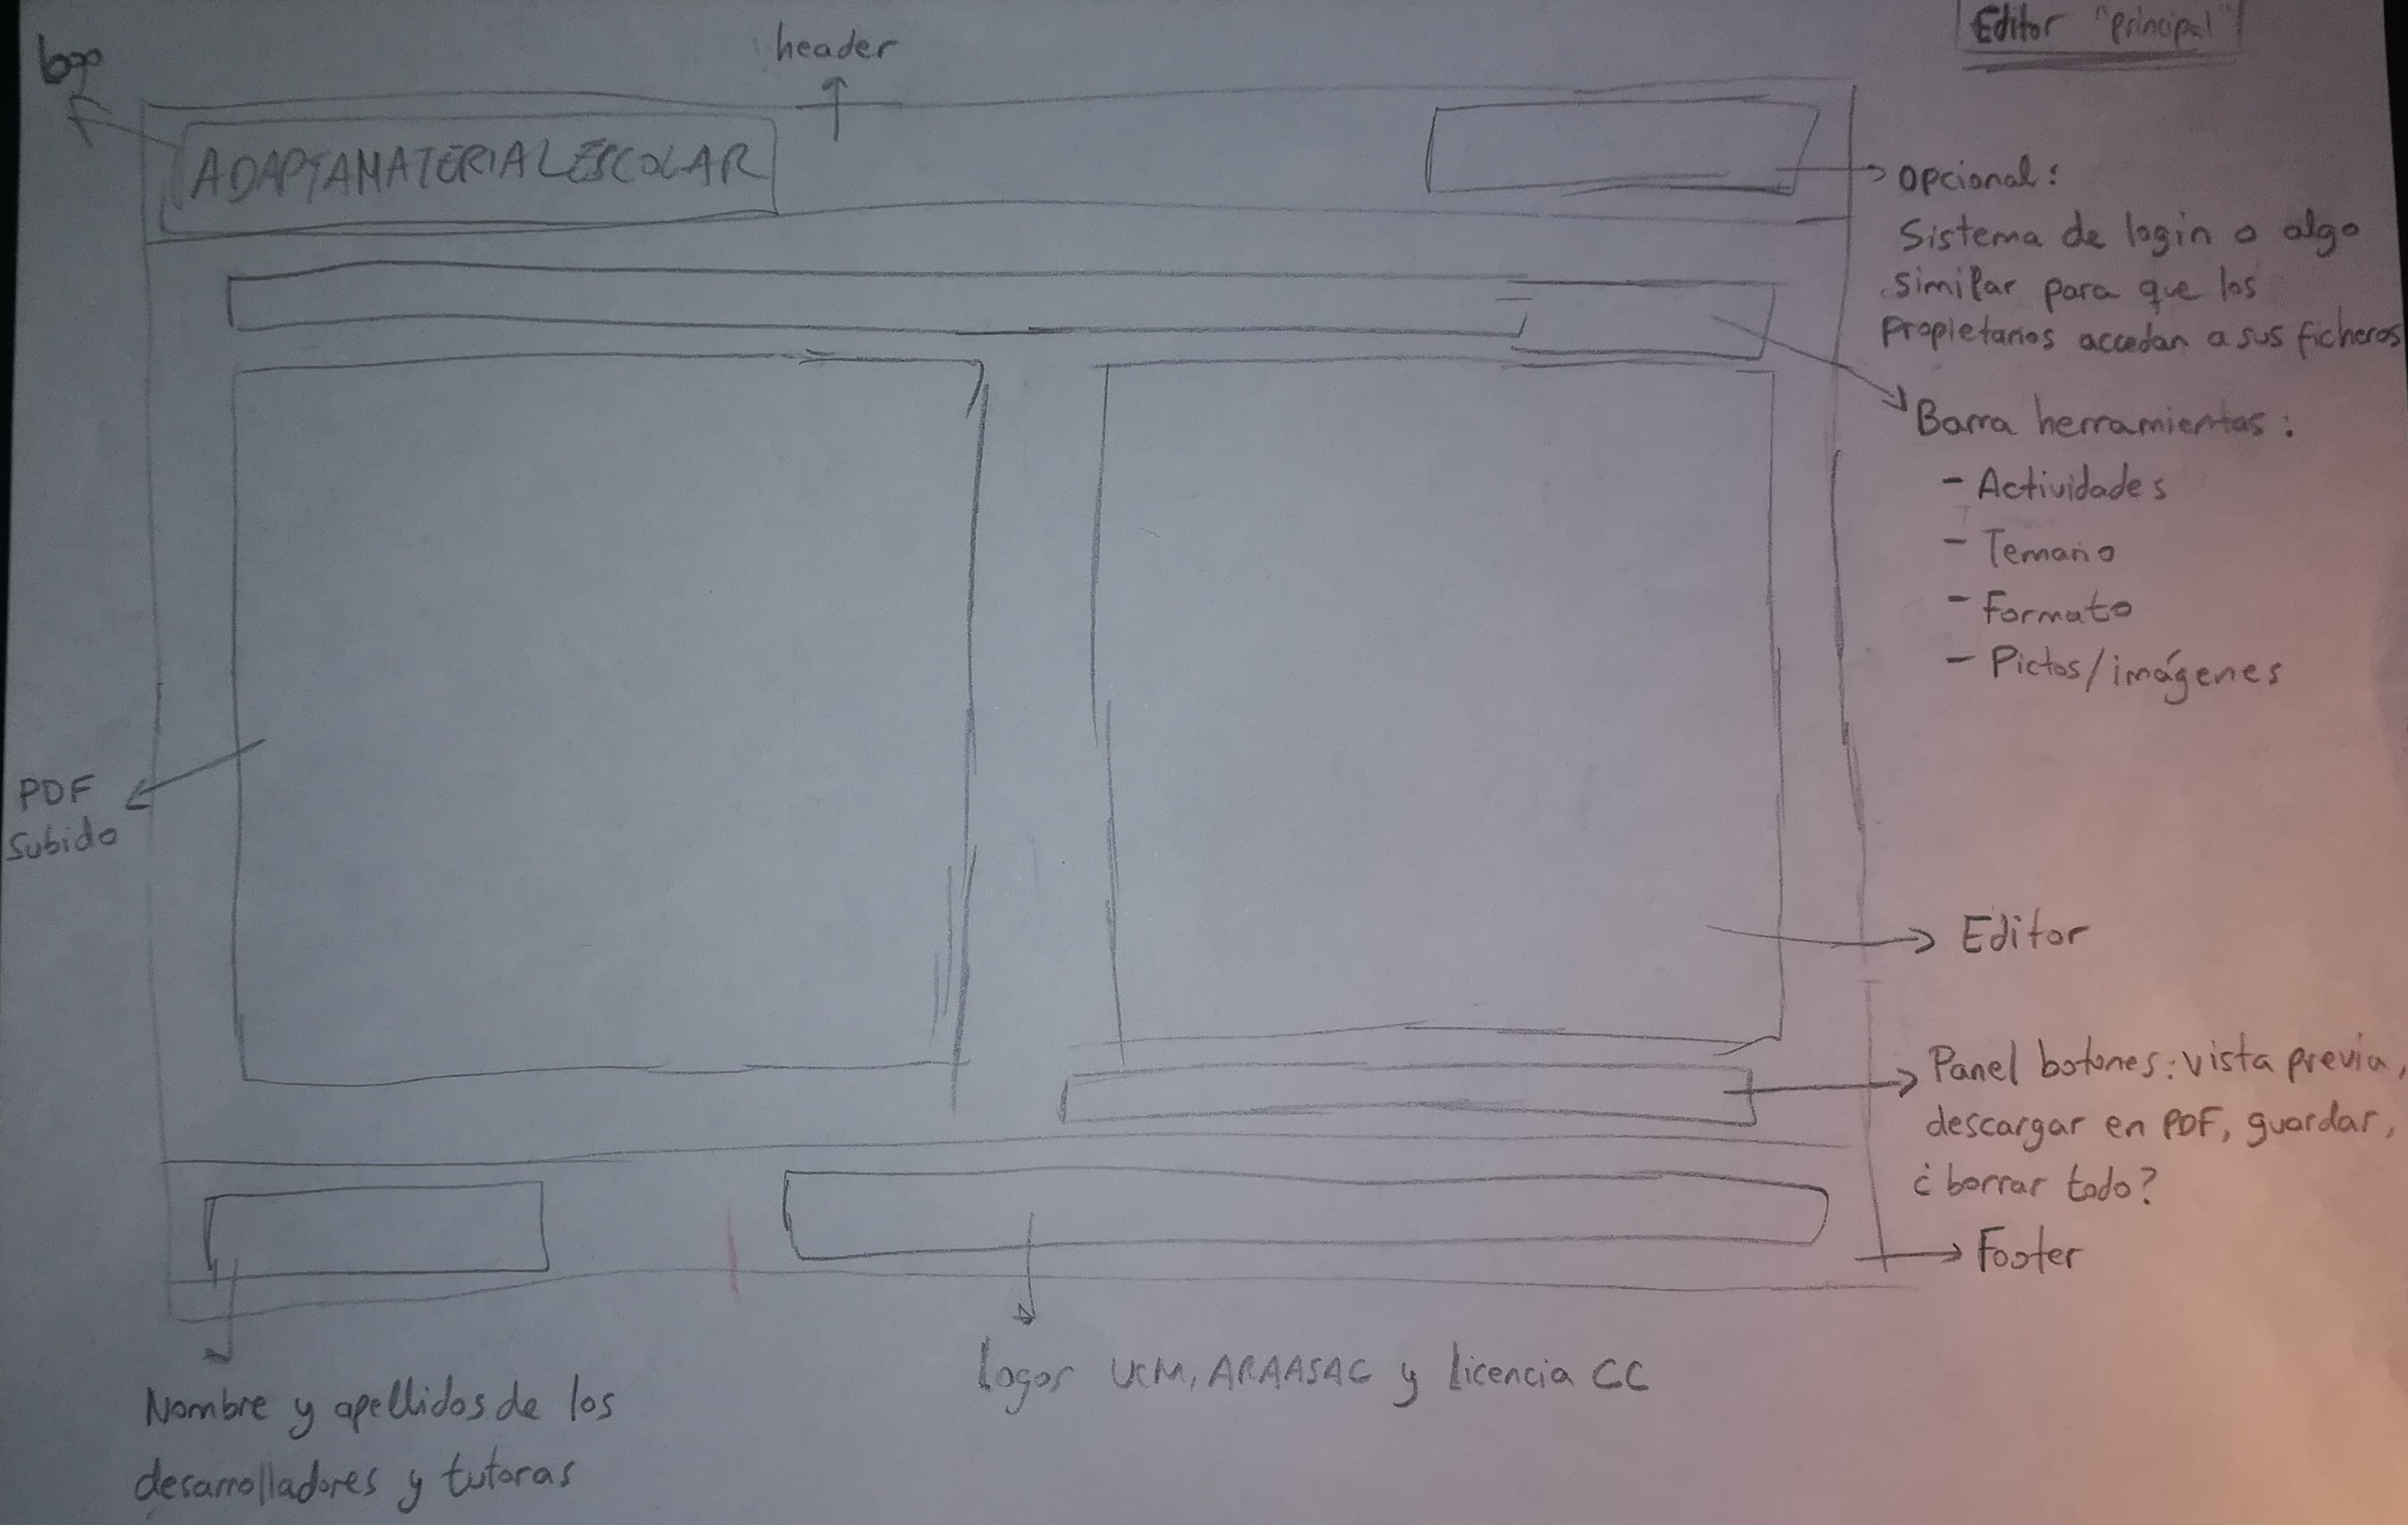 Editor "principal"
logo
header
ADAPTAMATERIALESCOLAR
Opcional:
Sistema de login o algo
similar para que los
propietarios accedan a sus ficheros
Barra herramientas:
- Actividades
- Temario
- Formato
- Pictos/imágenes
PDF
subido
Editor
Panel botones: vista previa,
descargar en PDF, guardar,
¿borrar todo?
Footer
Logos UCM, ARAASAC y licencia CC
Nombre y apellidos de los
desarrolladores y tutoras